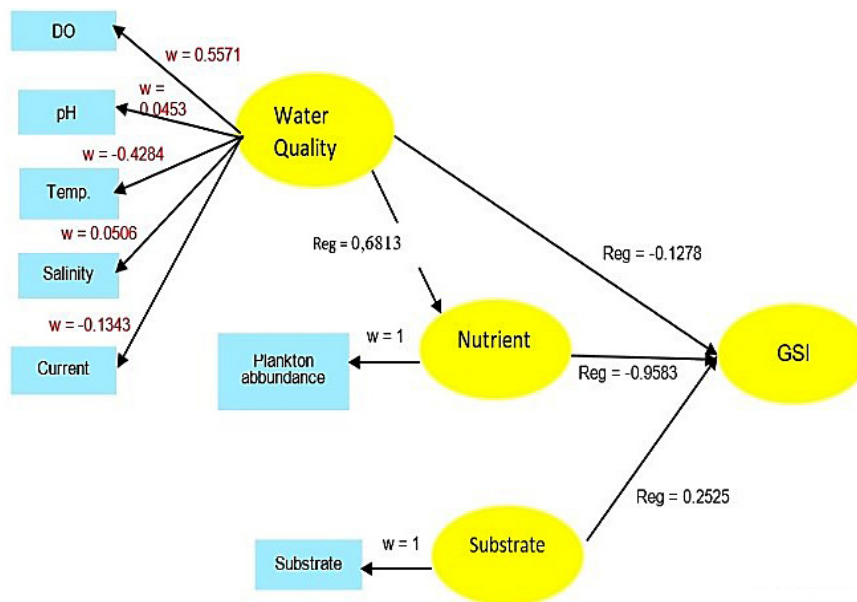 DO
w = 0.5571
pH
w =
0.0453
Water
Quality
w = -0.4284
Temp.
w = 0.0506
Salinity
Reg = 0,6813
Reg = -0.1278
w = -0.1343
Current
Plankton
abbundance
w = 1
Nutrient
Reg = -0.9583
GSI
Reg = 0.2525
Substrate
w = 1
Substrate